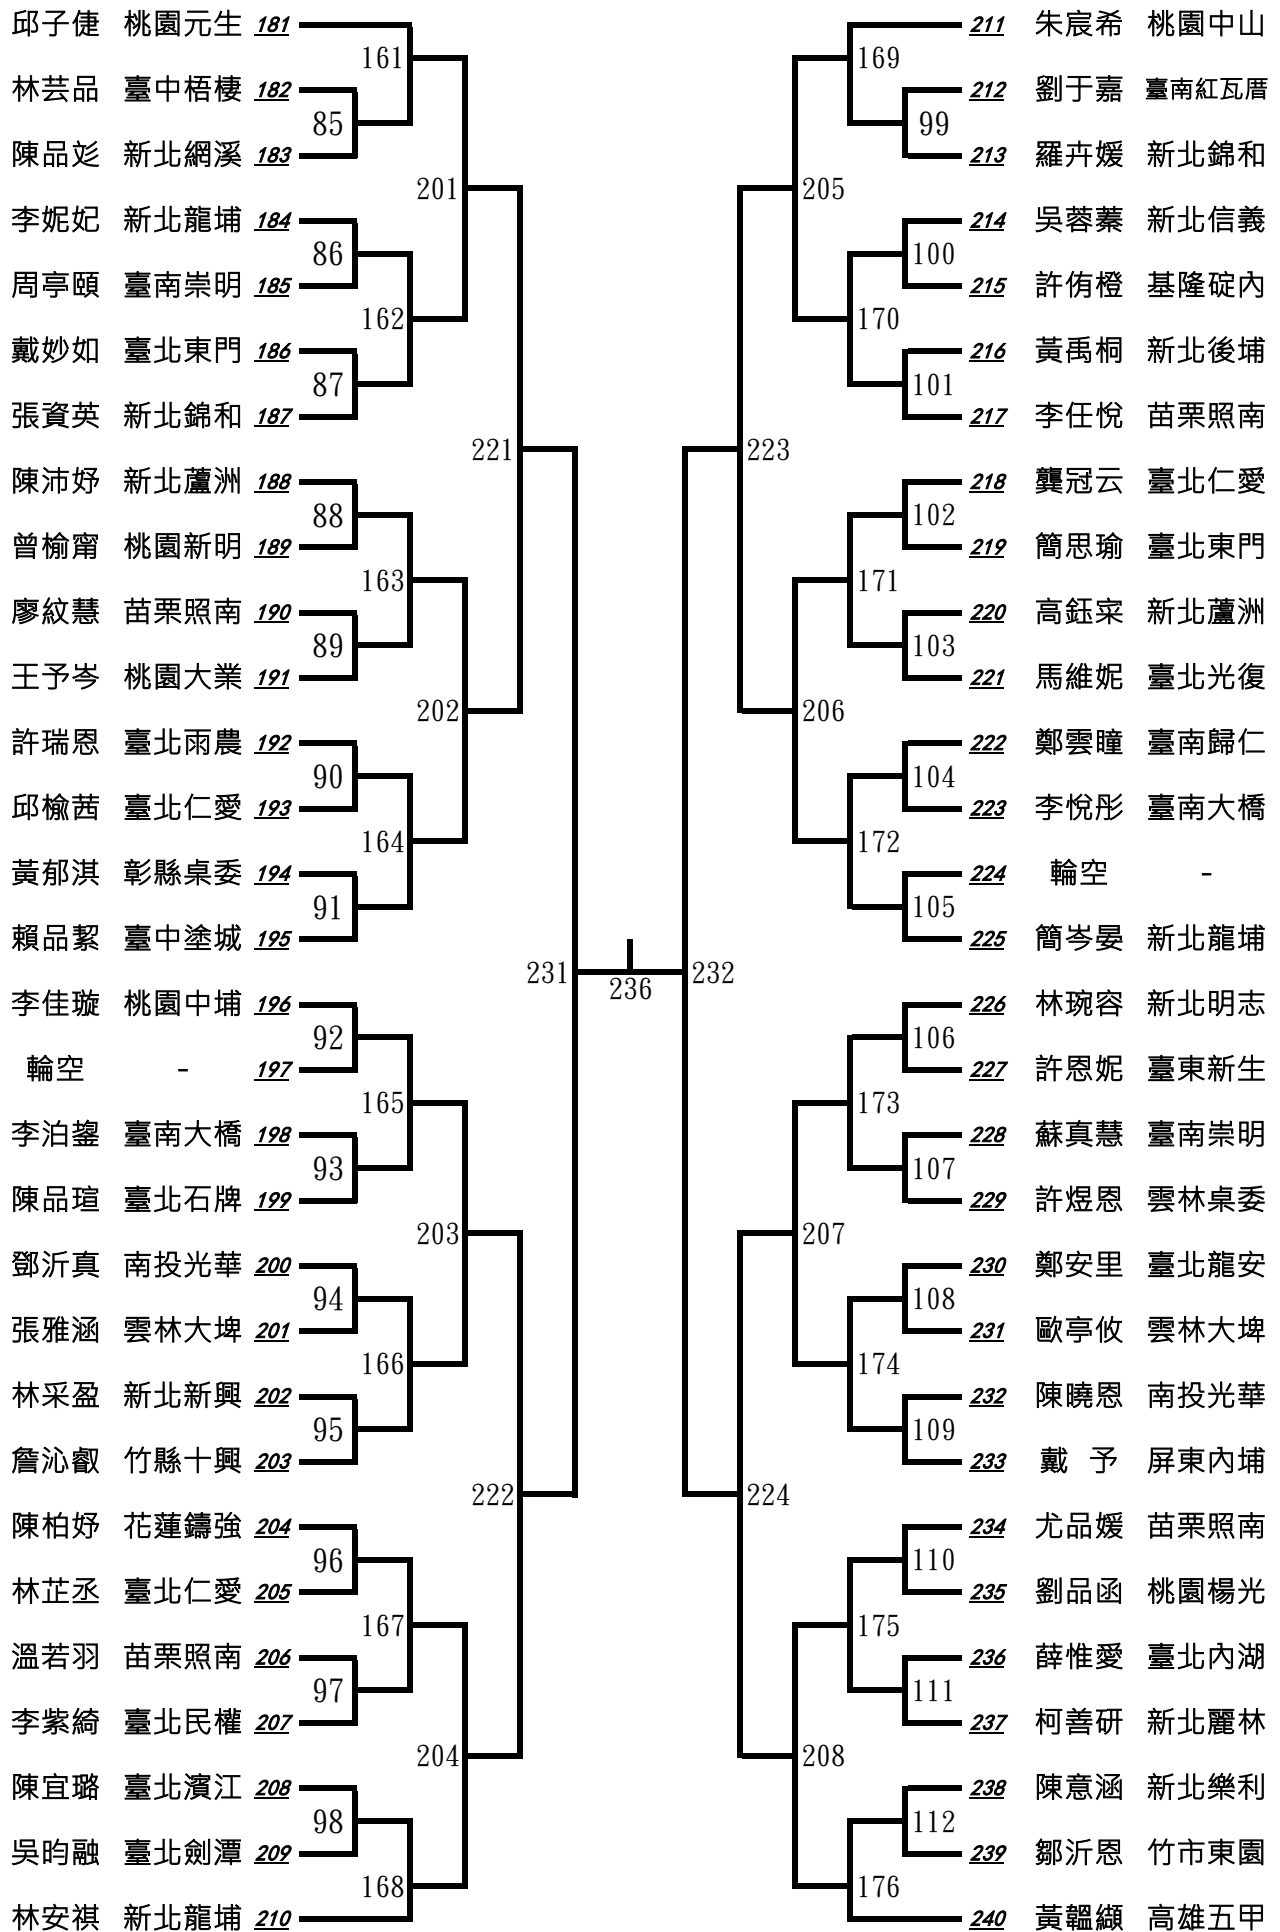 邱子倢 桃園元生 181
161
林芸品 臺中梧棲 182
85
陳品彣 新北網溪 183
201
李妮妃 新北龍埔 184
86
周亭頤 臺南崇明 185
162
戴妙如 臺北東門 186
87
張資英 新北錦和 187
221
陳沛妤 新北蘆洲 188
88
曾榆甯 桃園新明 189
163
廖紋慧 苗栗照南 190
89
王予岑 桃園大業 191
202
許瑞恩 臺北雨農 192
90
邱楡茜 臺北仁愛 193
164
黃郁淇 彰縣桌委 194
91
賴品絜 臺中塗城 195
231
李佳璇 桃園中埔 196
92
輪空 - 197
165
李泊鋆 臺南大橋 198
93
陳品瑄 臺北石牌 199
203
鄧沂真 南投光華 200
94
張雅涵 雲林大埤 201
166
林采盈 新北新興 202
95
詹沁叡 竹縣十興 203
222
陳柏妤 花蓮鑄強 204
96
林芷丞 臺北仁愛 205
167
溫若羽 苗栗照南 206
97
李紫綺 臺北民權 207
204
陳宜璐 臺北濱江 208
98
吳昀融 臺北劍潭 209
168
林安祺 新北龍埔 210
236
211 朱宸希 桃園中山
169
212 劉于嘉 臺南紅瓦厝
99
213 羅卉媛 新北錦和
205
214 吳蓉蓁 新北信義
100
215 許侑橙 基隆碇內
170
216 黃禹桐 新北後埔
101
217 李任悅 苗栗照南
223
218 龔冠云 臺北仁愛
102
219 簡思瑜 臺北東門
171
220 高鈺寀 新北蘆洲
103
221 馬維妮 臺北光復
206
222 鄭雲瞳 臺南歸仁
104
223 李悅彤 臺南大橋
172
224 輪空 -
105
225 簡岑晏 新北龍埔
232
226 林琬容 新北明志
106
227 許恩妮 臺東新生
173
228 蘇真慧 臺南崇明
107
229 許煜恩 雲林桌委
207
230 鄭安里 臺北龍安
108
231 歐亭攸 雲林大埤
174
232 陳曉恩 南投光華
109
233 戴 予 屏東內埔
224
234 尤品媛 苗栗照南
110
235 劉品函 桃園楊光
175
236 薛惟愛 臺北內湖
111
237 柯善研 新北麗林
208
238 陳意涵 新北樂利
112
239 鄒沂恩 竹市東園
176
240 黃韞纈 高雄五甲